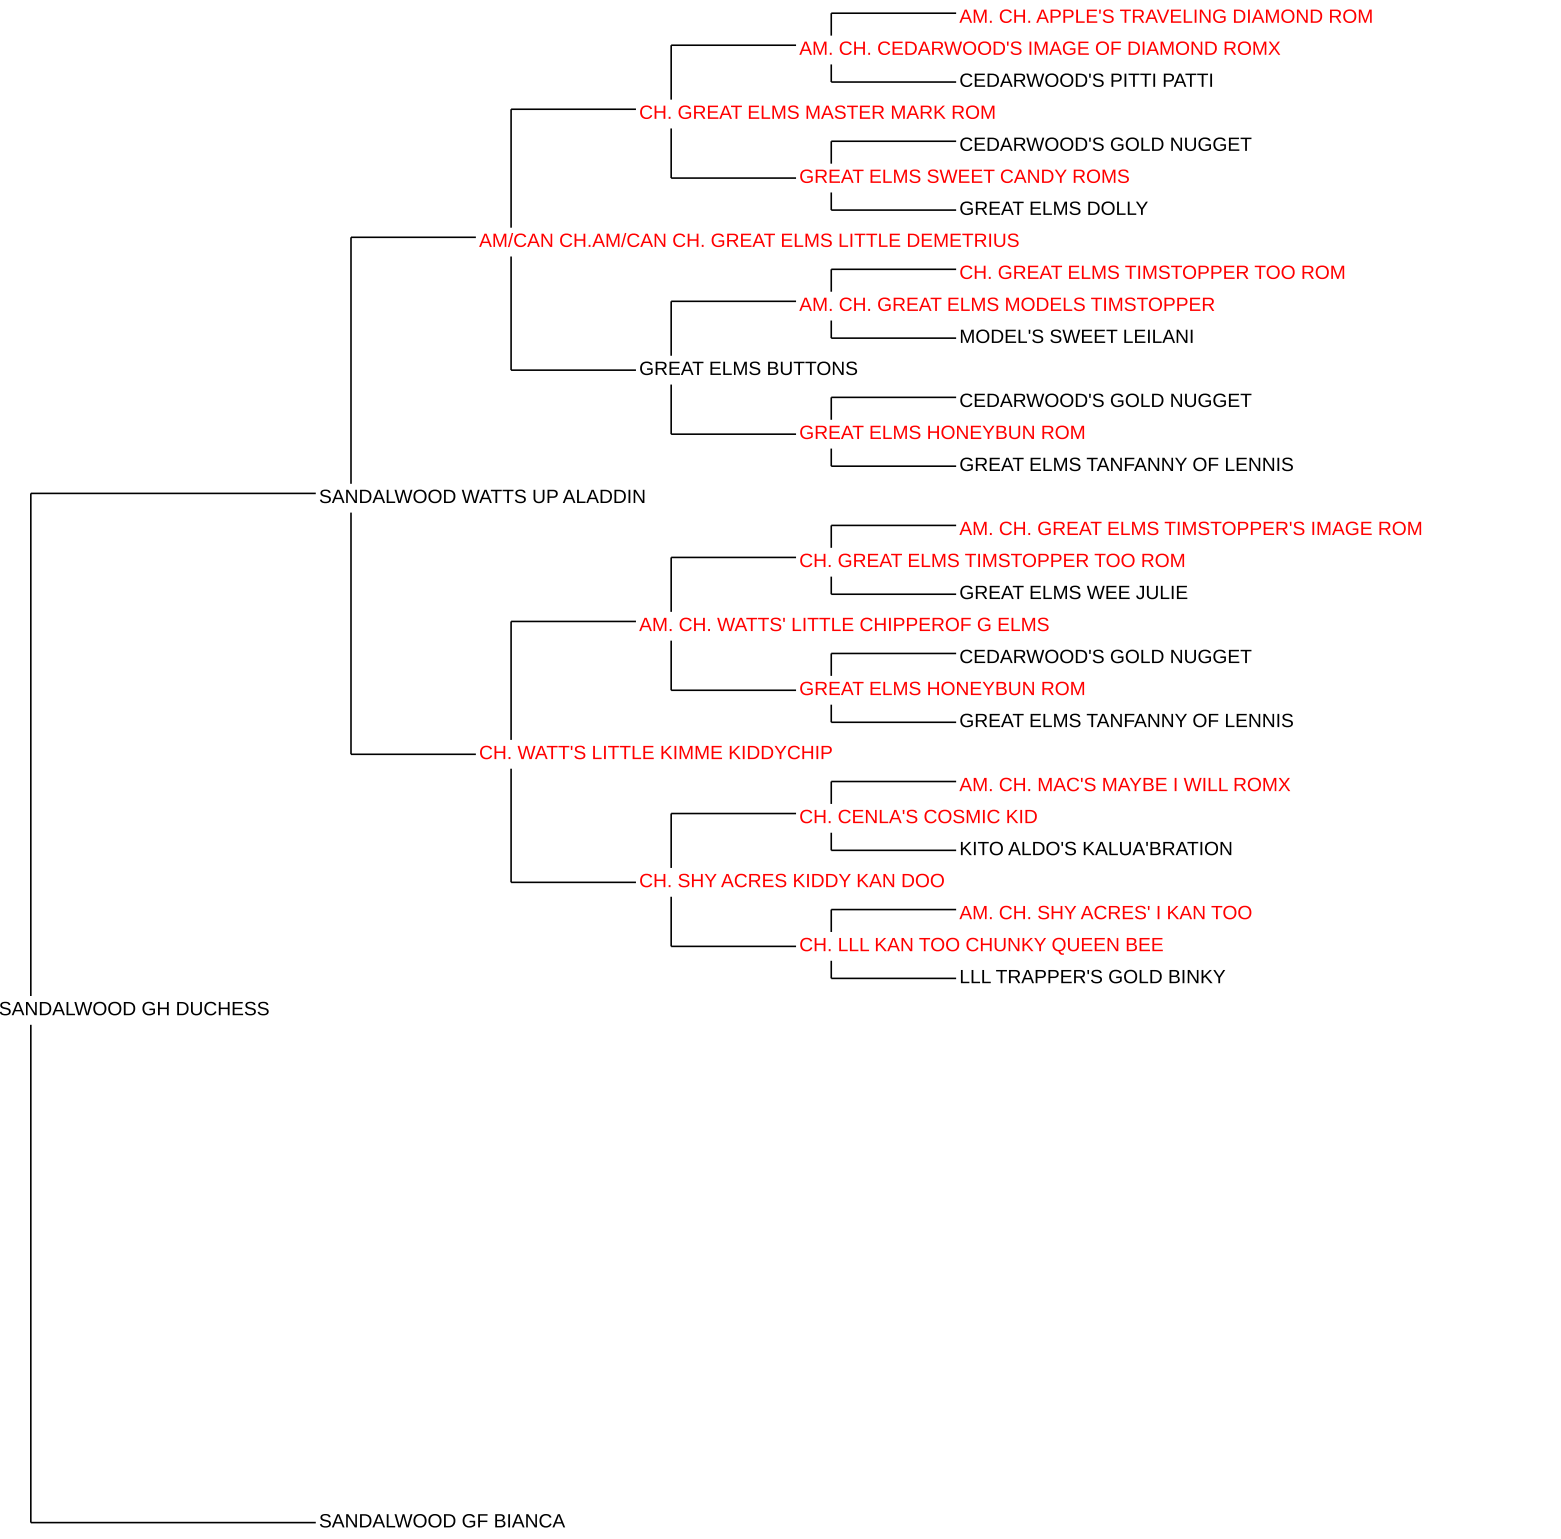 AM. CH. APPLE'S TRAVELING DIAMOND ROM
AM. CH. CEDARWOOD'S IMAGE OF DIAMOND ROMX
CEDARWOOD'S PITTI PATTI
CH. GREAT ELMS MASTER MARK ROM
CEDARWOOD'S GOLD NUGGET
GREAT ELMS SWEET CANDY ROMS
GREAT ELMS DOLLY
AM/CAN CH.AM/CAN CH. GREAT ELMS LITTLE DEMETRIUS
CH. GREAT ELMS TIMSTOPPER TOO ROM
AM. CH. GREAT ELMS MODELS TIMSTOPPER
MODEL'S SWEET LEILANI
GREAT ELMS BUTTONS
CEDARWOOD'S GOLD NUGGET
GREAT ELMS HONEYBUN ROM
GREAT ELMS TANFANNY OF LENNIS
SANDALWOOD WATTS UP ALADDIN
AM. CH. GREAT ELMS TIMSTOPPER'S IMAGE ROM
CH. GREAT ELMS TIMSTOPPER TOO ROM
GREAT ELMS WEE JULIE
AM. CH. WATTS' LITTLE CHIPPEROF G ELMS
CEDARWOOD'S GOLD NUGGET
GREAT ELMS HONEYBUN ROM
GREAT ELMS TANFANNY OF LENNIS
CH. WATT'S LITTLE KIMME KIDDYCHIP
AM. CH. MAC'S MAYBE I WILL ROMX
CH. CENLA'S COSMIC KID
KITO ALDO'S KALUA'BRATION
CH. SHY ACRES KIDDY KAN DOO
AM. CH. SHY ACRES' I KAN TOO
CH. LLL KAN TOO CHUNKY QUEEN BEE
LLL TRAPPER'S GOLD BINKY
SANDALWOOD GH DUCHESS
SANDALWOOD GF BIANCA